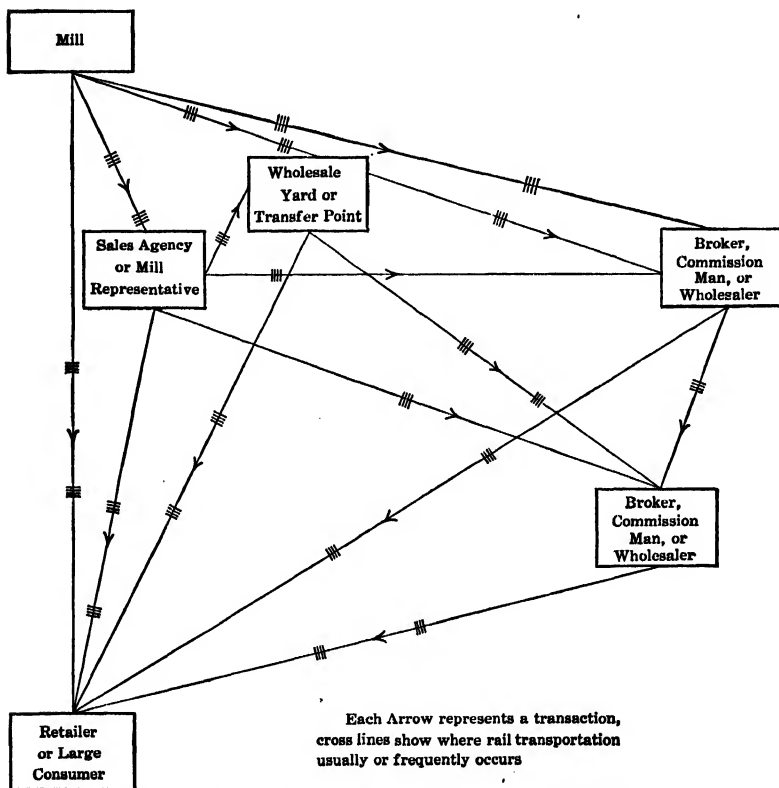 Mill
Wholesale
Yard or
Transfer Point
Sales Agency
or Mill
Representative
Broker,
Commission
Man, or
Wholesaler
Broker,
Commission
Man, or
Wholesaler
Retailer
or Large
Consumer
Each Arrow represents a transaction,
cross lines show where rail transportation
usually or frequently occurs